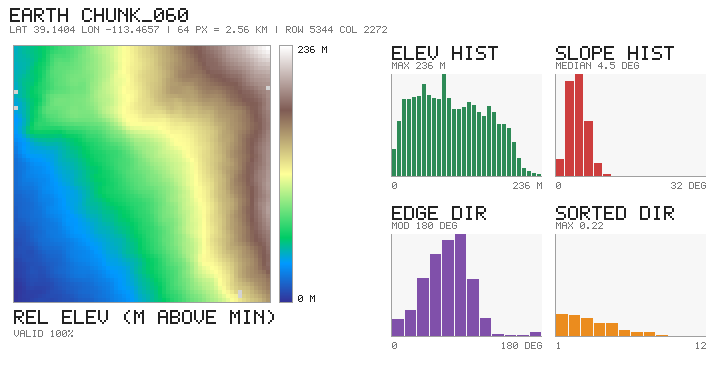 EARTH CHUNK_060
LAT 39.1404 LON -113.4657 | 64 PX = 2.56 KM | ROW 5344 COL 2272
236 M
0 M
REL ELEV (M ABOVE MIN)
VALID 100%
ELEV HIST
MAX 236 M
0 236 M
SLOPE HIST
MEDIAN 4.5 DEG
0 32 DEG
EDGE DIR
MOD 180 DEG
0 180 DEG
SORTED DIR
MAX 0.22
1 12